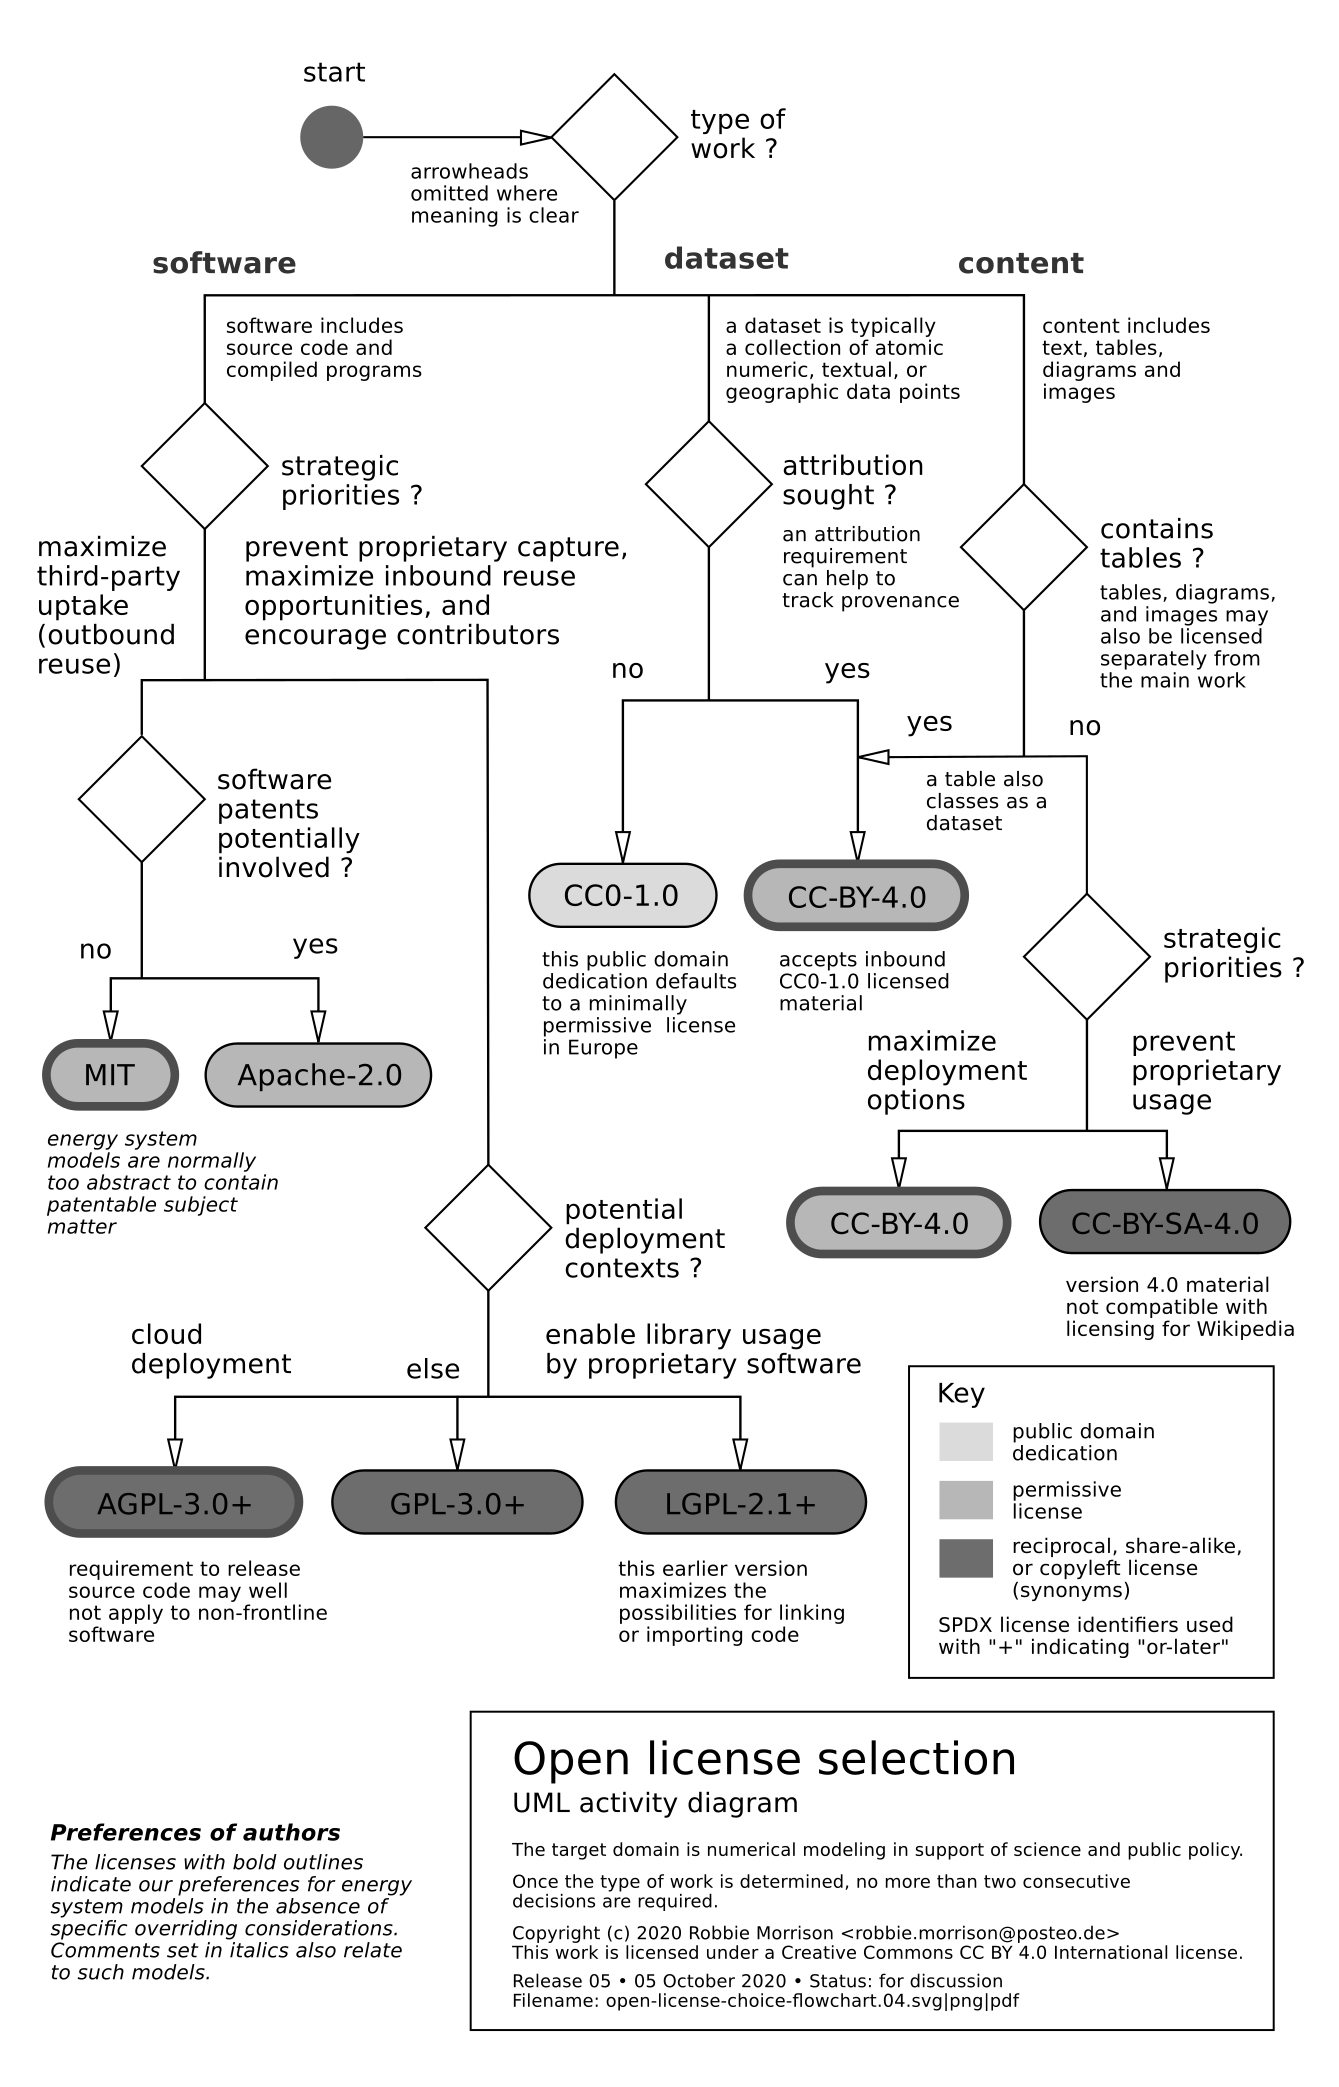 start
type of
work ?
arrowheads
omitted where
meaning is clear
software
dataset
content
software includes
source code and
compiled programs
a dataset is typically
a collection of atomic
numeric, textual, or
geographic data points
content includes
text, tables,
diagrams and
images
strategic
priorities ?
attribution
sought ?
an attribution
requirement
can help to
track provenance
contains
tables ?
tables, diagrams,
and images may
also be licensed
separately from
the main work
maximize
third-party
uptake
(outbound
reuse)
prevent proprietary capture,
maximize inbound reuse
opportunities, and
encourage contributors
no
yes
yes
no
a table also
classes as a
dataset
software
patents
potentially
involved ?
no
yes
CC0-1.0
CC-BY-4.0
this public domain
dedication defaults
to a minimally
permissive  license
in Europe
accepts inbound
CC0-1.0 licensed
material
strategic
priorities ?
MIT
Apache-2.0
energy system
models are normally
too abstract to contain
patentable subject
matter
maximize
deployment
options
prevent
proprietary
usage
CC-BY-4.0
CC-BY-SA-4.0
version 4.0 material
not compatible with
licensing for Wikipedia
potential
deployment
contexts ?
cloud
deployment
else
enable library usage
by proprietary software
AGPL-3.0+
GPL-3.0+
LGPL-2.1+
requirement to release
source code may well
not apply to non-frontline
software
this earlier version
maximizes the
possibilities for linking
or importing code
Key
public domain
dedication
permissive
license
reciprocal, share-alike,
or copyleft license
(synonyms)
SPDX license identifiers used
with "+" indicating "or-later"
Preferences of authors
The licenses with bold outlines
indicate our preferences for energy
system models in the absence of
specific overriding considerations.
Comments set in italics also relate
to such models.
Open license selection
UML activity diagram
The target domain is numerical modeling in support of science and public policy.
Once the type of work is determined, no more than two consecutive
decisions are required.
Copyright (c) 2020 Robbie Morrison <robbie.morrison@posteo.de>
This work is licensed under a Creative Commons CC BY 4.0 International license.
Release 05 • 05 October 2020 • Status: for discussion
Filename: open-license-choice-flowchart.04.svg|png|pdf